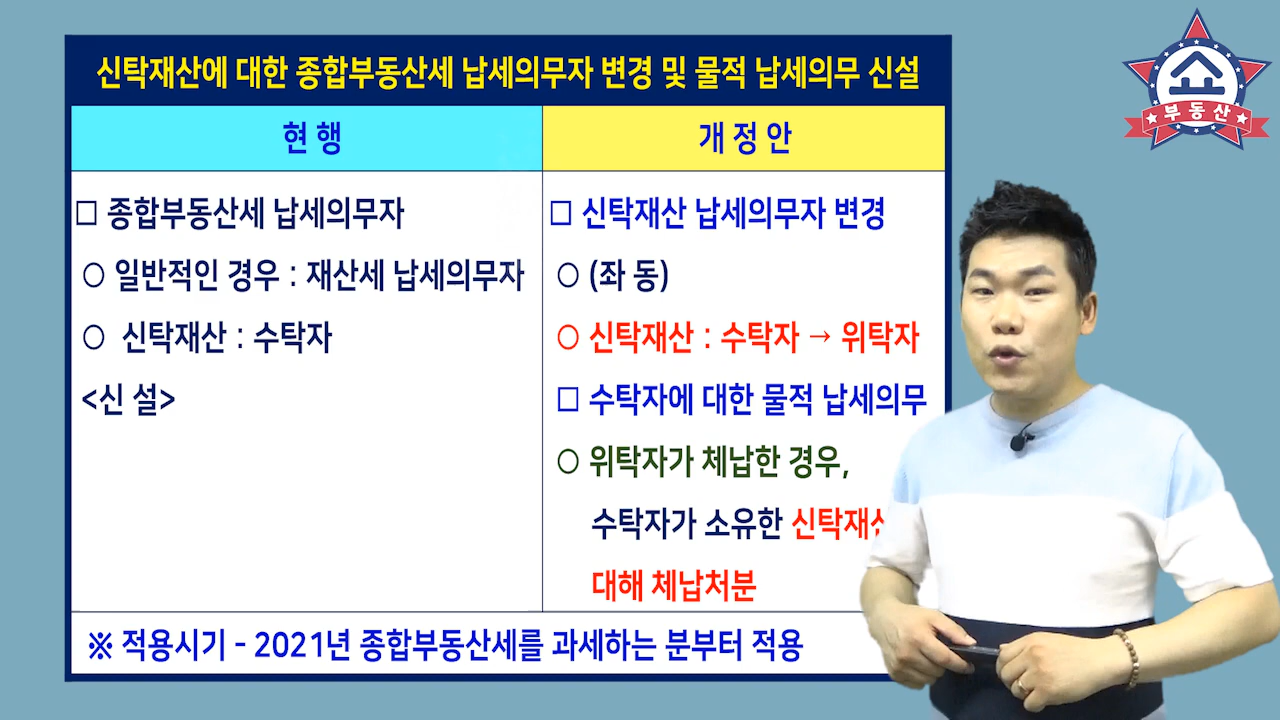 신탁재산에 대한 종합부동산세 납세의무자 변경 및 물적 납세의무 신설
부동산
현 행
개 정 안
□ 종합부동산세 납세의무자
○ 일반적인 경우 : 재산세 납세의무자
○ 신탁재산 : 수탁자
<신 설>
□ 신탁재산 납세의무자 변경
○ (좌 동)
○ 신탁재산 : 수탁자 → 위탁자
□ 수탁자에 대한 물적 납세의무
○ 위탁자가 체납한 경우,
수탁자가 소유한 신탁재산
대해 체납처분
※ 적용시기 - 2021년 종합부동산세를 과세하는 분부터 적용